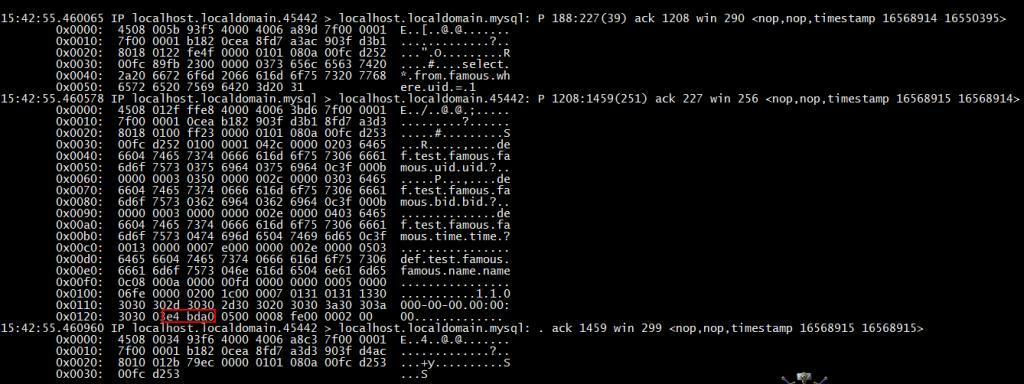 15:42:55.460065 IP localhost.localdomain.45442 > localhost.localdomain.mysql: P 188:227(39) ack 1208 win 290 <nop,nop,timestamp 16568914 16550395>
0x0000: 4508 005b 93f5 4000 4006 a89d 7f00 0001 E..[..@.@.......
0x0010: 7f00 0001 b182 0cea 8fd7 a3ac 903f d3b1 .............?..
0x0020: 8018 0122 fe4f 0000 0101 080a 00fc d252 ...".O.........R
0x0030: 00fc 89fb 2300 0000 0373 656c 6563 7420 ....#....select.
0x0040: 2a20 6672 6f6d 2066 616d 6f75 7320 7768 *.from.famous.wh
0x0050: 6572 6520 7569 6420 3d20 31 ere.uid.=.1
15:42:55.460578 IP localhost.localdomain.mysql > localhost.localdomain.45442: P 1208:1459(251) ack 227 win 256 <nop,nop,timestamp 16568915 16568914>
0x0000: 4508 012f ffe8 4000 4006 3bd6 7f00 0001 E../..@.@.;.....
0x0010: 7f00 0001 0cea b182 903f d3b1 8fd7 a3d3 .........?......
0x0020: 8018 0100 ff23 0000 0101 080a 00fc d253 .....#.........S
0x0030: 00fc d252 0100 0001 042c 0000 0203 6465 ...R.....,....de
0x0040: 6604 7465 7374 0666 616d 6f75 7306 6661 f.test.famous.fa
0x0050: 6d6f 7573 0375 6964 0375 6964 0c3f 000b mous.uid.uid.?..
0x0060: 0000 0003 0350 0000 002c 0000 0303 6465 .....P...,....de
0x0070: 6604 7465 7374 0666 616d 6f75 7306 6661 f.test.famous.fa
0x0080: 6d6f 7573 0362 6964 0362 6964 0c3f 000b mous.bid.bid.?..
0x0090: 0000 0003 0000 0000 002e 0000 0403 6465 ..............de
0x00a0: 6604 7465 7374 0666 616d 6f75 7306 6661 f.test.famous.fa
0x00b0: 6d6f 7573 0474 696d 6504 7469 6d65 0c3f mous.time.time.?
0x00c0: 0013 0000 0007 e000 0000 002e 0000 0503 ................
0x00d0: 6465 6604 7465 7374 0666 616d 6f75 7306 def.test.famous.
0x00e0: 6661 6d6f 7573 046e 616d 6504 6e61 6d65 famous.name.name
0x00f0: 0c08 000a 0000 00fd 0000 0000 0005 0000 ................
0x0100: 06fe 0000 0200 1c00 0007 0131 0131 1330 ...........1.1.0
0x0110: 3030 302d 3030 2d30 3020 3030 3a30 303a 000-00-00.00:00:
0x0120: 3030 03e4 bda0 0500 0008 fe00 0002 00 00.............
15:42:55.460960 IP localhost.localdomain.45442 > localhost.localdomain.mysql: . ack 1459 win 299 <nop,nop,timestamp 16568915 16568915>
0x0000: 4508 0034 93f6 4000 4006 a8c3 7f00 0001 E..4..@.@.......
0x0010: 7f00 0001 b182 0cea 8fd7 a3d3 903f d4ac .............?..
0x0020: 8010 012b 79ec 0000 0101 080a 00fc d253 ...+y..........S
0x0030: 00fc d253 ...S